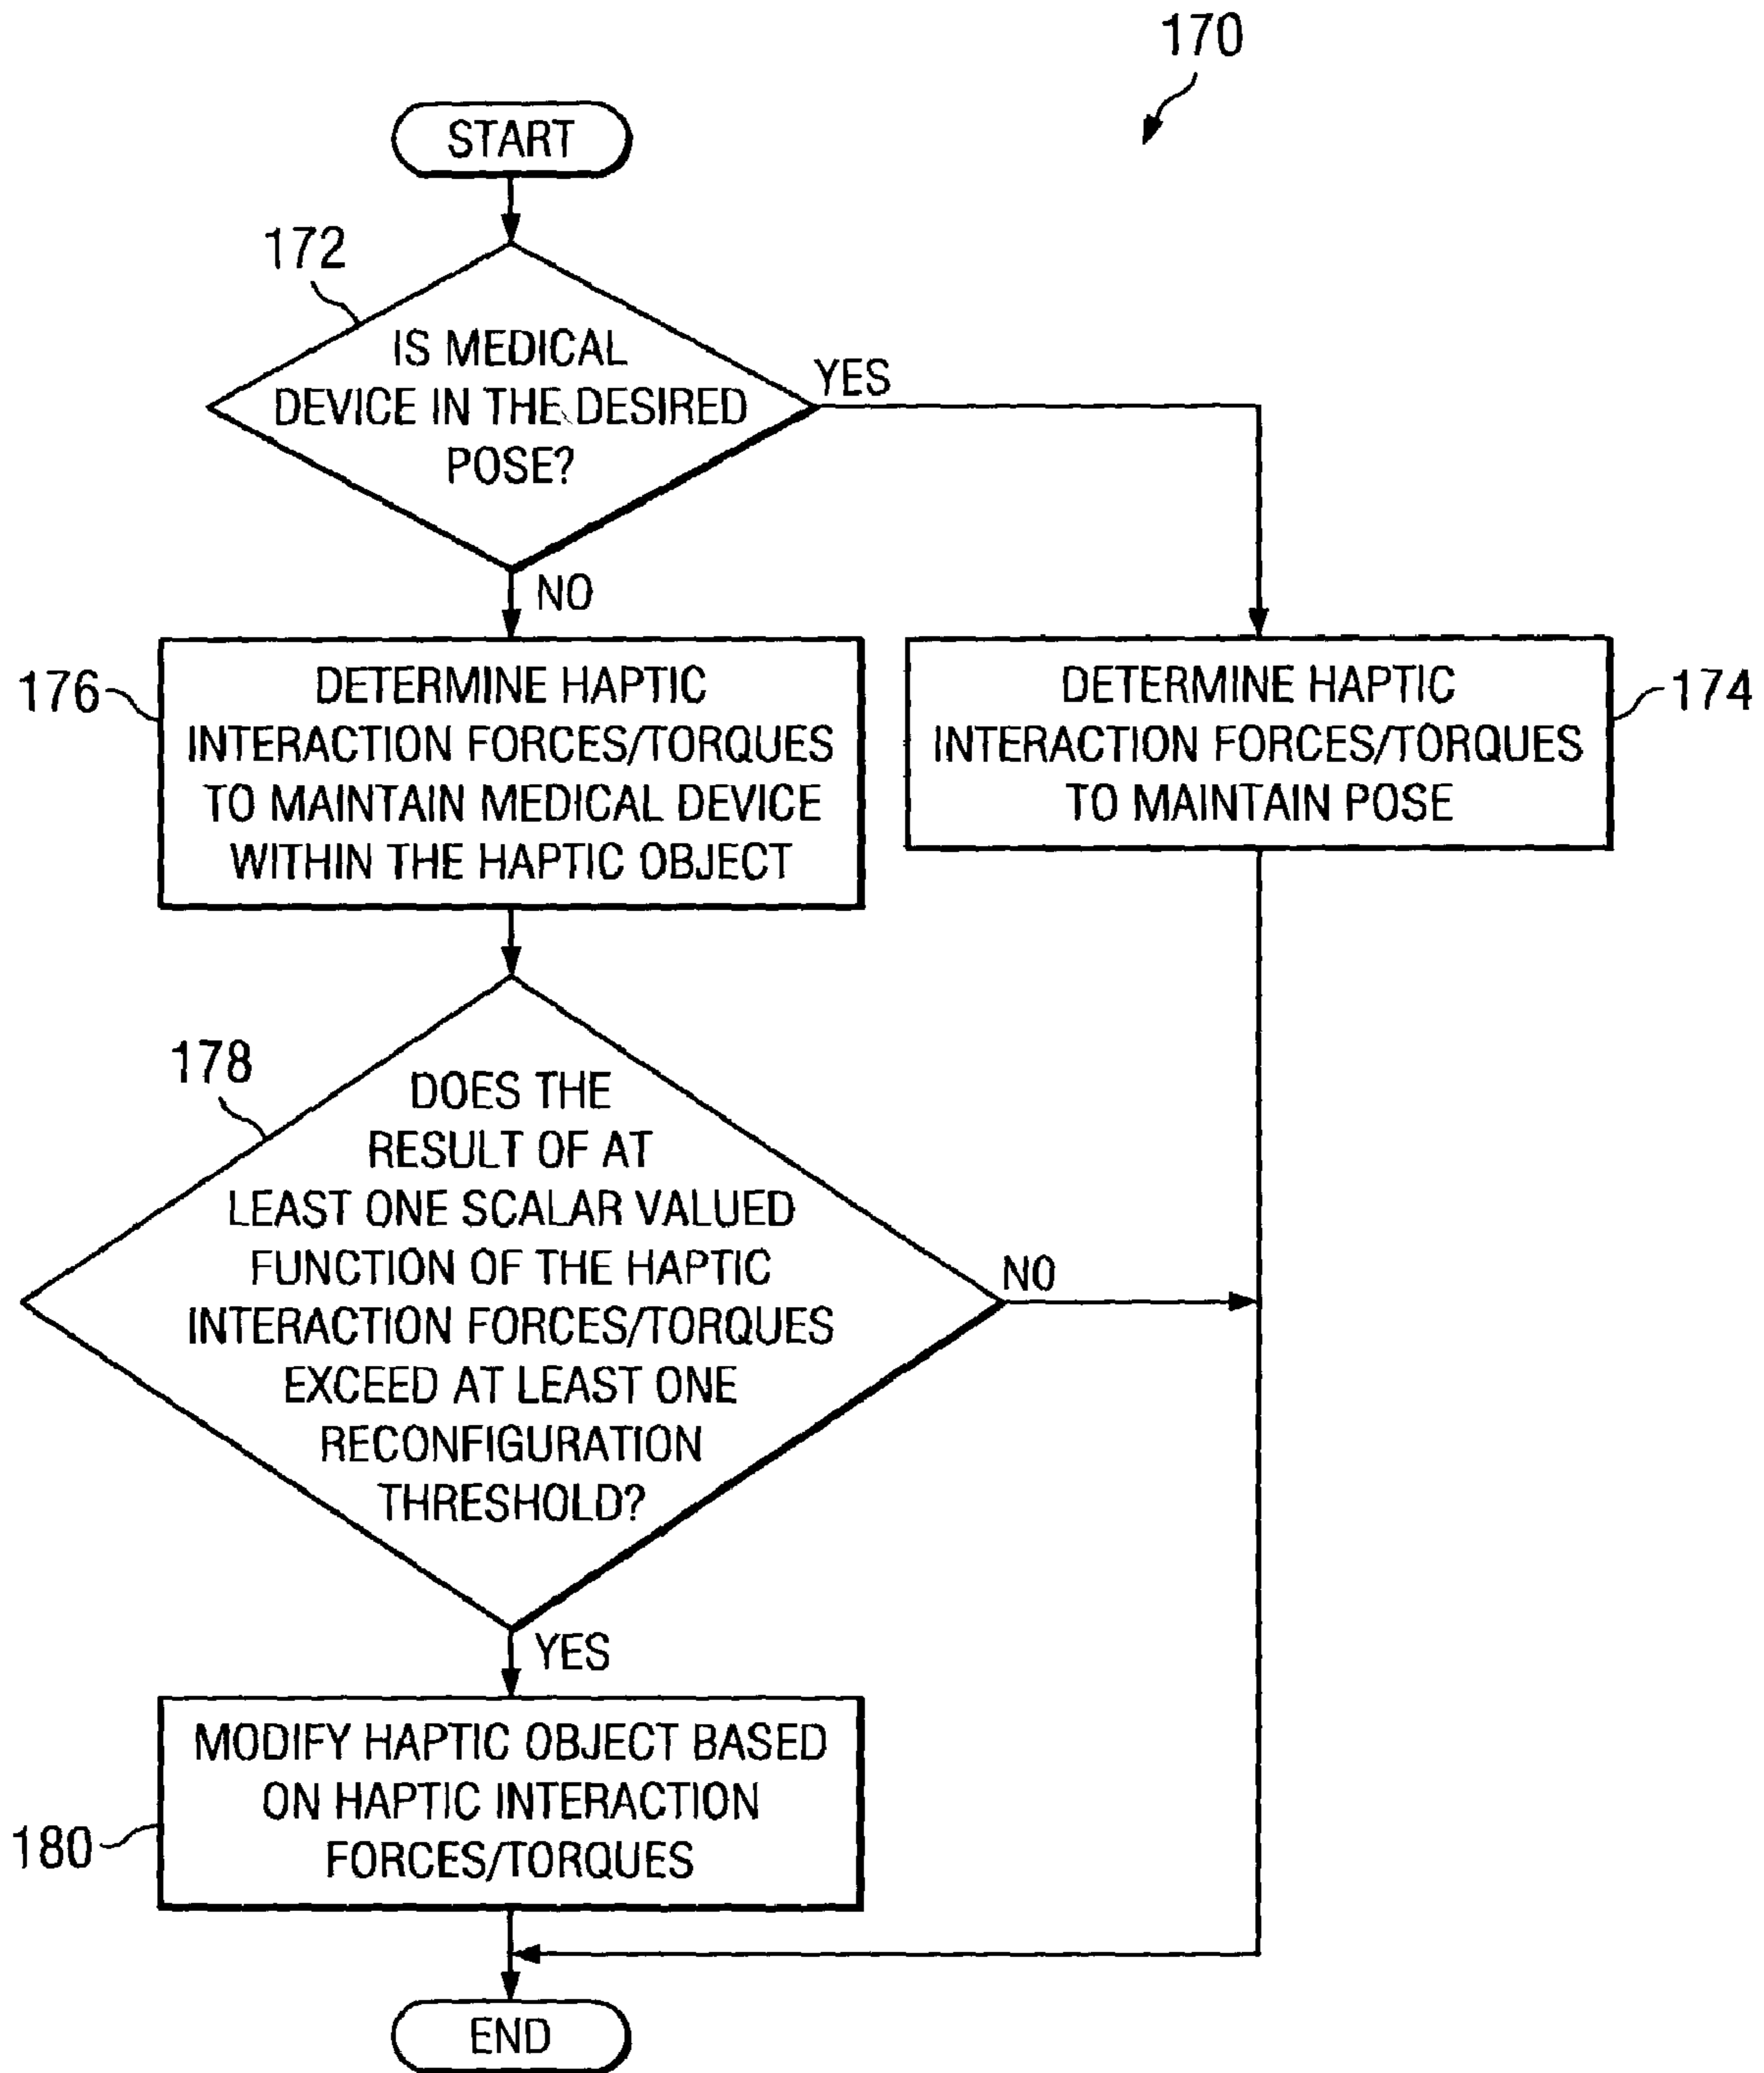 170
START
172
IS MEDICAL
DEVICE IN THE DESIRED
POSE?
YES
NO
176
DETERMINE HAPTIC
INTERACTION FORCES/TORQUES
TO MAINTAIN MEDICAL DEVICE
WITHIN THE HAPTIC OBJECT
DETERMINE HAPTIC
INTERACTION FORCES/TORQUES
TO MAINTAIN POSE
174
178
DOES THE
RESULT OF AT
LEAST ONE SCALAR VALUED
FUNCTION OF THE HAPTIC
INTERACTION FORCES/TORQUES
EXCEED AT LEAST ONE
RECONFIGURATION
THRESHOLD?
NO
YES
MODIFY HAPTIC OBJECT BASED
ON HAPTIC INTERACTION
FORCES/TORQUES
180
END